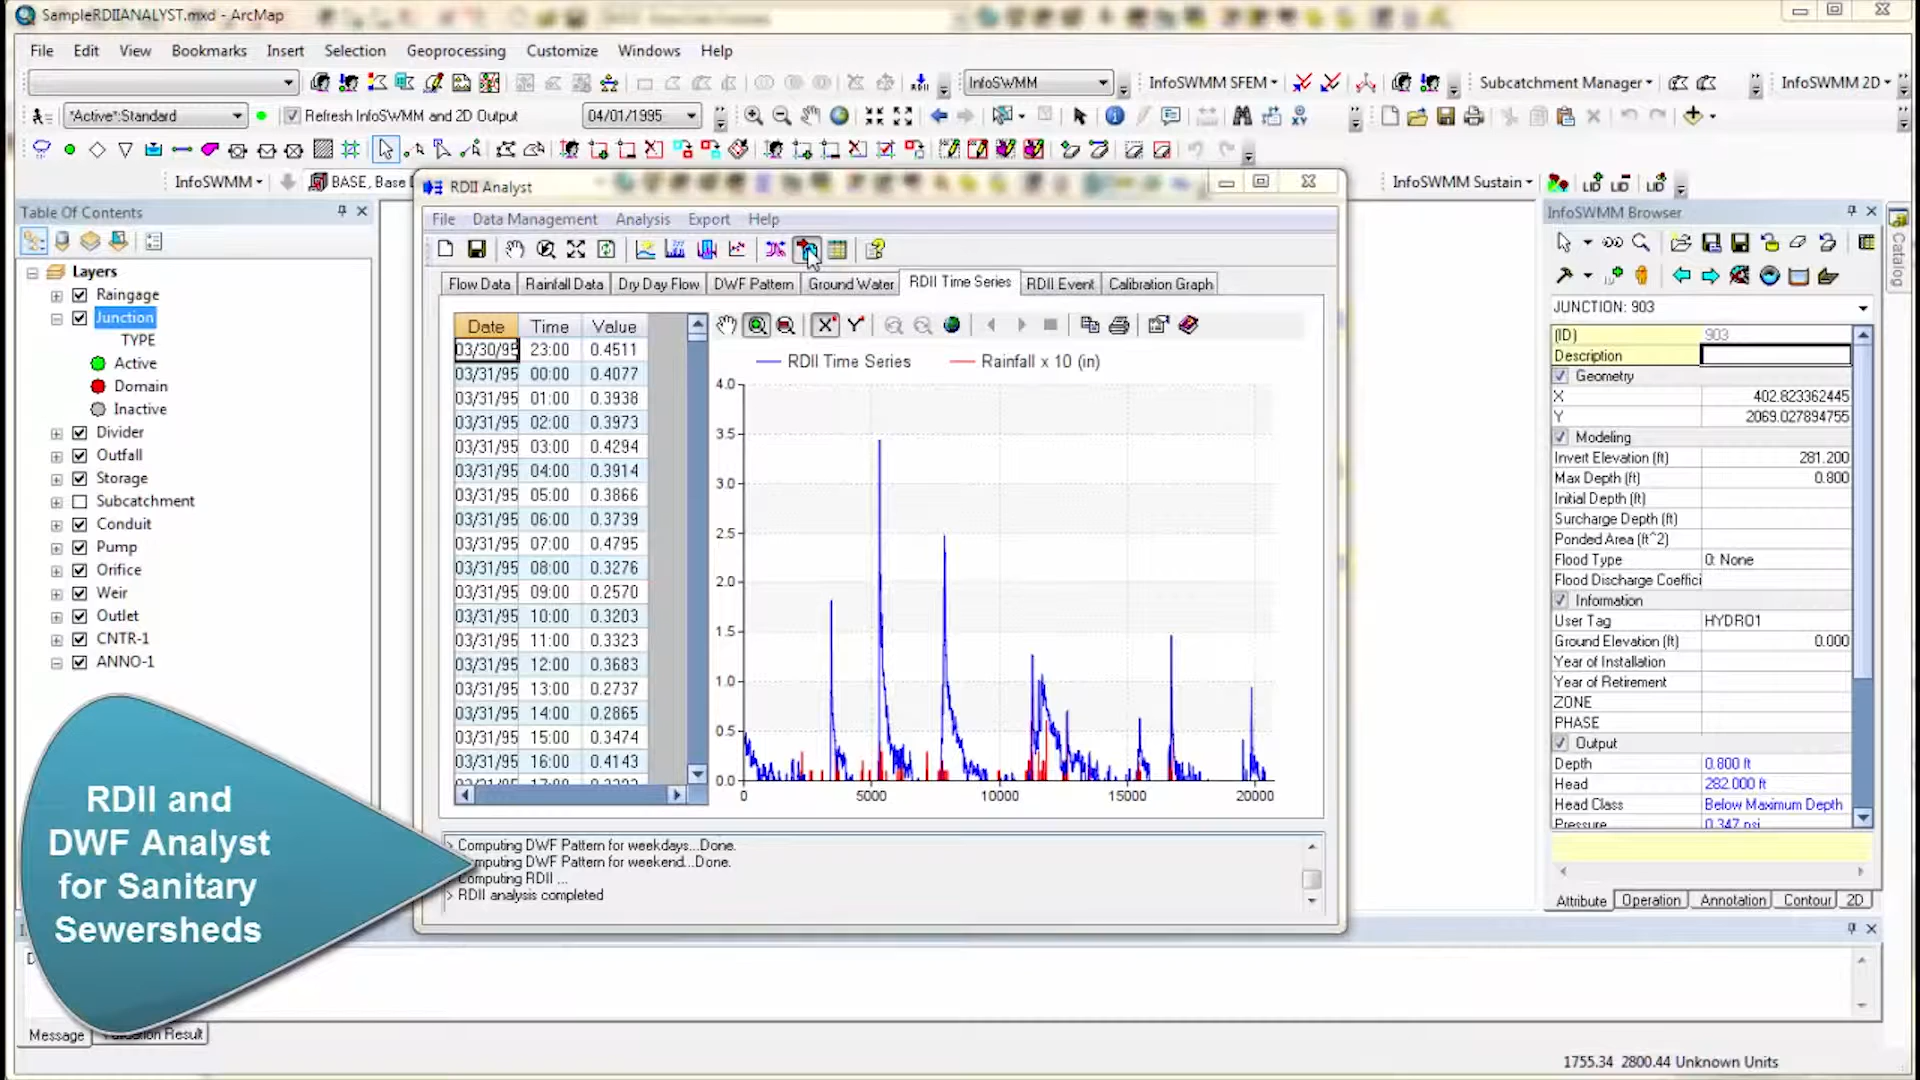 SampleRDIIANALYST.mxd - ArcMap
File Edit View Bookmarks Insert Selection Geoprocessing Customize Windows Help
InfoSWMM InfoSWMM SFEM Subcatchment Manager InfoSWMM 2D
*Active*:Standard Refresh InfoSWMM and 2D Output 04/01/1995
InfoSWMM BASE, Base InfoSWMM Sustain
RDII Analyst
File Data Management Analysis Export Help
Flow Data Rainfall Data Dry Day Flow DWF Pattern Ground Water RDII Time Series RDII Event Calibration Graph
Table Of Contents
Layers
Raingage
Junction
TYPE
Active
Domain
Inactive
Divider
Outfall
Storage
Subcatchment
Conduit
Pump
Orifice
Weir
Outlet
CNTR-1
ANNO-1
Date Time Value
03/30/95 23:00 0.4511
03/31/95 00:00 0.4077
03/31/95 01:00 0.3938
03/31/95 02:00 0.3973
03/31/95 03:00 0.4294
03/31/95 04:00 0.3914
03/31/95 05:00 0.3866
03/31/95 06:00 0.3739
03/31/95 07:00 0.4795
03/31/95 08:00 0.3276
03/31/95 09:00 0.2570
03/31/95 10:00 0.3203
03/31/95 11:00 0.3323
03/31/95 12:00 0.3683
03/31/95 13:00 0.2737
03/31/95 14:00 0.2865
03/31/95 15:00 0.3474
03/31/95 16:00 0.4143
RDII Time Series Rainfall x 10 (in)
4.0
3.5
3.0
2.5
2.0
1.5
1.0
0.5
0.0
0 5000 10000 15000 20000
> Computing DWF Pattern for weekdays...Done.
mputing DWF Pattern for weekend...Done.
Computing RDII ...
> RDII analysis completed
RDII and
DWF Analyst
for Sanitary
Sewersheds
InfoSWMM Browser
Catalog
JUNCTION: 903
(ID) 903
Description
Geometry
X 402.823362445
Y 2069.027894755
Modeling
Invert Elevation (ft) 281.200
Max Depth (ft) 0.800
Initial Depth (ft)
Surcharge Depth (ft)
Ponded Area (ft^2)
Flood Type 0: None
Flood Discharge Coeffici
Information
User Tag HYDRO1
Ground Elevation (ft) 0.000
Year of Installation
Year of Retirement
ZONE
PHASE
Output
Depth 0.800 ft
Head 282.000 ft
Head Class Below Maximum Depth
Pressure 0.347 psi
Attribute Operation Annotation Contour 2D
Message Result
1755.34 2800.44 Unknown Units